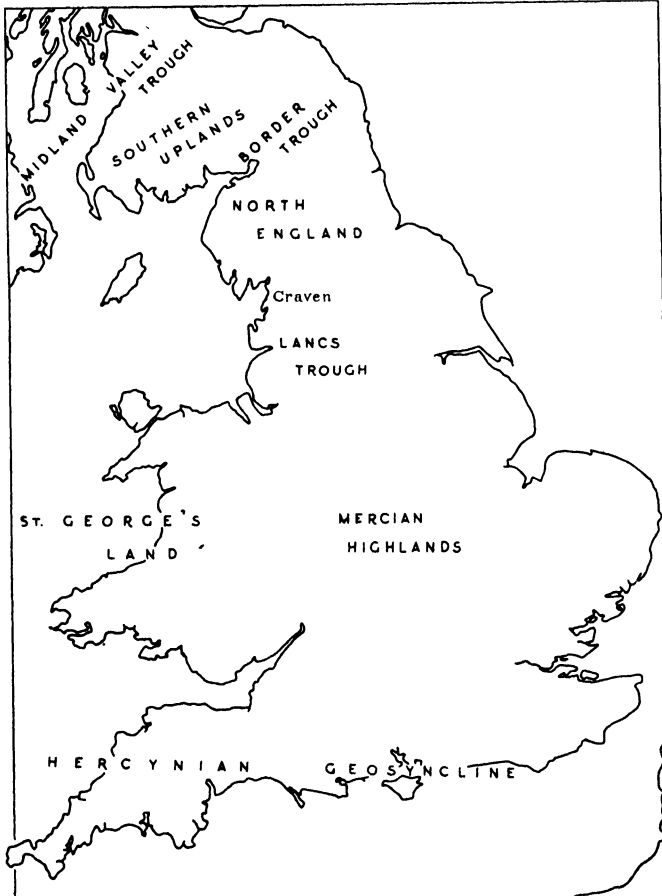 MIDLAND VALLEY
TROUGH
SOUTHERN
UPLANDS
BORDER
TROUGH
NORTH
ENGLAND
Craven
LANCS
TROUGH
ST. GEORGE'S
LAND
MERCIAN
HIGHLANDS
HERCYNIAN GEOSYNCLINE